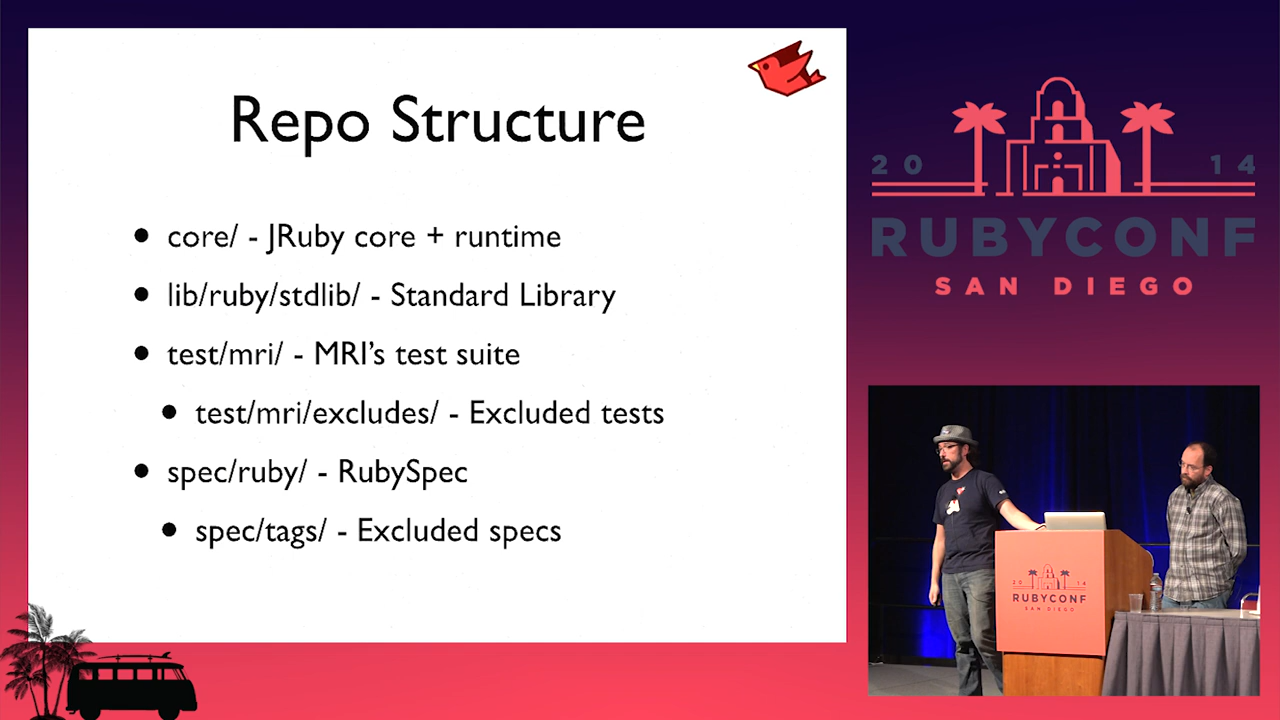 Repo Structure
• core/ - JRuby core + runtime
• lib/ruby/stdlib/ - Standard Library
• test/mri/ - MRI's test suite
• test/mri/excludes/ - Excluded tests
• spec/ruby/ - RubySpec
• spec/tags/ - Excluded specs
20 14
RUBYCONF
SAN DIEGO
20 14
RUBYCONF
SAN DIEGO